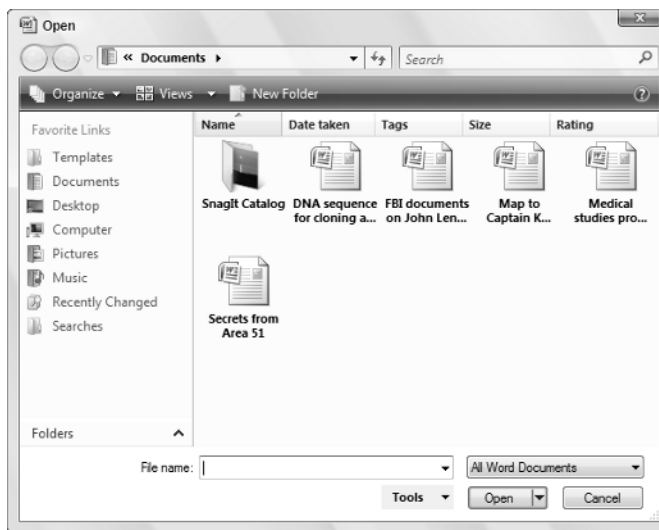 Open
« Documents
Search
Organize Views New Folder
Favorite Links
Templates
Documents
Desktop
Computer
Pictures
Music
Recently Changed
Searches
Folders
Name Date taken Tags Size Rating
SnagIt Catalog
DNA sequence
for cloning a...
FBI documents
on John Len...
Map to
Captain K...
Medical
studies pro...
Secrets from
Area 51
File name:
All Word Documents
Tools Open Cancel